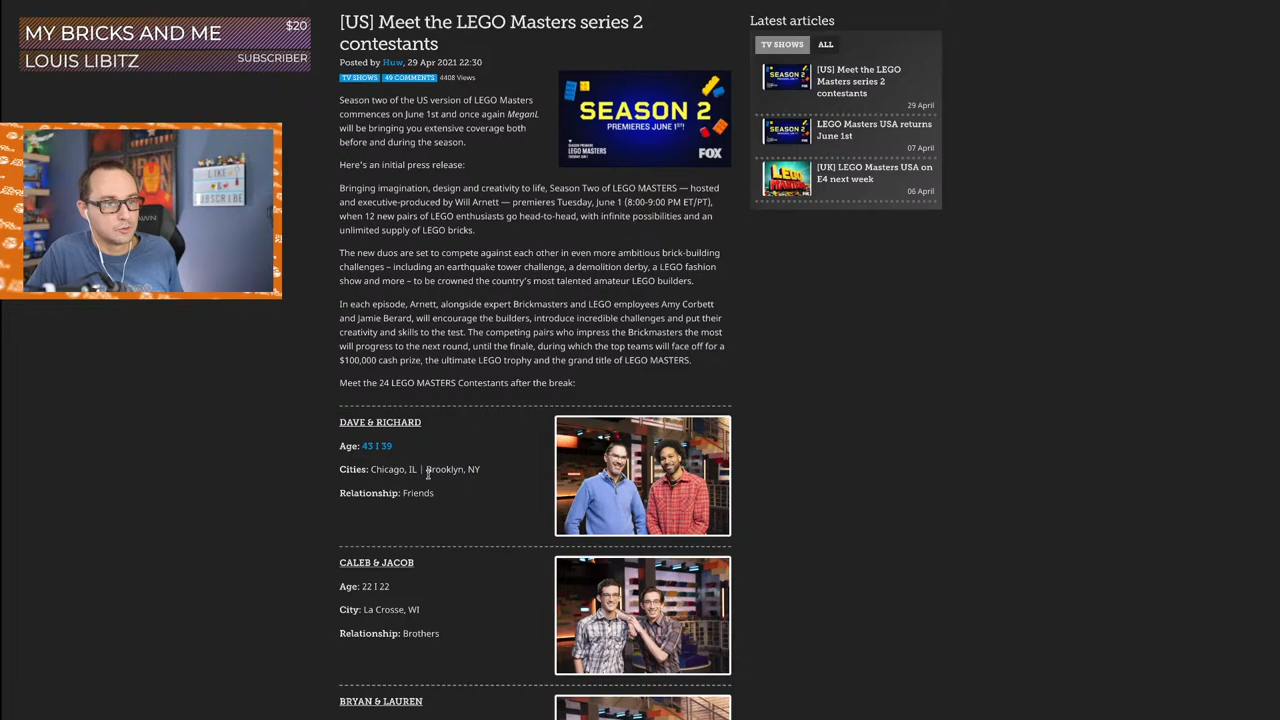 MY BRICKS AND ME
$20
LOUIS LIBITZ
SUBSCRIBER
LIKE
SUBSCRIBE
[US] Meet the LEGO Masters series 2
contestants
Posted by Huw, 29 Apr 2021 22:30
TV SHOWS 49 COMMENTS 4408 Views
Season two of the US version of LEGO Masters
commences on June 1st and once again MeganL
will be bringing you extensive coverage both
before and during the season.
Here's an initial press release:
SEASON 2
PREMIERES JUNE 1ST!
SEASON PREMIERE
LEGO MASTERS
TUESDAY JUNE 1
FOX
Bringing imagination, design and creativity to life, Season Two of LEGO MASTERS — hosted
and executive-produced by Will Arnett — premieres Tuesday, June 1 (8:00-9:00 PM ET/PT),
when 12 new pairs of LEGO enthusiasts go head-to-head, with infinite possibilities and an
unlimited supply of LEGO bricks.
The new duos are set to compete against each other in even more ambitious brick-building
challenges – including an earthquake tower challenge, a demolition derby, a LEGO fashion
show and more – to be crowned the country's most talented amateur LEGO builders.
In each episode, Arnett, alongside expert Brickmasters and LEGO employees Amy Corbett
and Jamie Berard, will encourage the builders, introduce incredible challenges and put their
creativity and skills to the test. The competing pairs who impress the Brickmasters the most
will progress to the next round, until the finale, during which the top teams will face off for a
$100,000 cash prize, the ultimate LEGO trophy and the grand title of LEGO MASTERS.
Meet the 24 LEGO MASTERS Contestants after the break:
DAVE & RICHARD
Age: 43 I 39
Cities: Chicago, IL | Brooklyn, NY
Relationship: Friends
CALEB & JACOB
Age: 22 I 22
City: La Crosse, WI
Relationship: Brothers
BRYAN & LAUREN
Latest articles
TV SHOWS ALL
SEASON 2
[US] Meet the LEGO
Masters series 2
contestants
29 April
SEASON 2
LEGO Masters USA returns
June 1st
07 April
LEGO MASTERS
[UK] LEGO Masters USA on
E4 next week
06 April